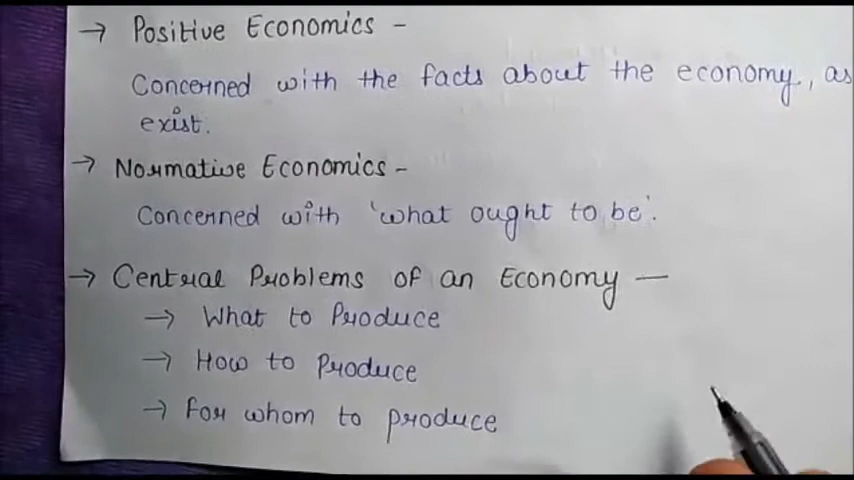 → Positive Economics -
Concerned with the facts about the economy, as
exist.
→ Normative Economics -
Concerned with 'what ought to be'.
→ Central Problems of an Economy —
→ What to Produce
→ How to Produce
→ For whom to produce